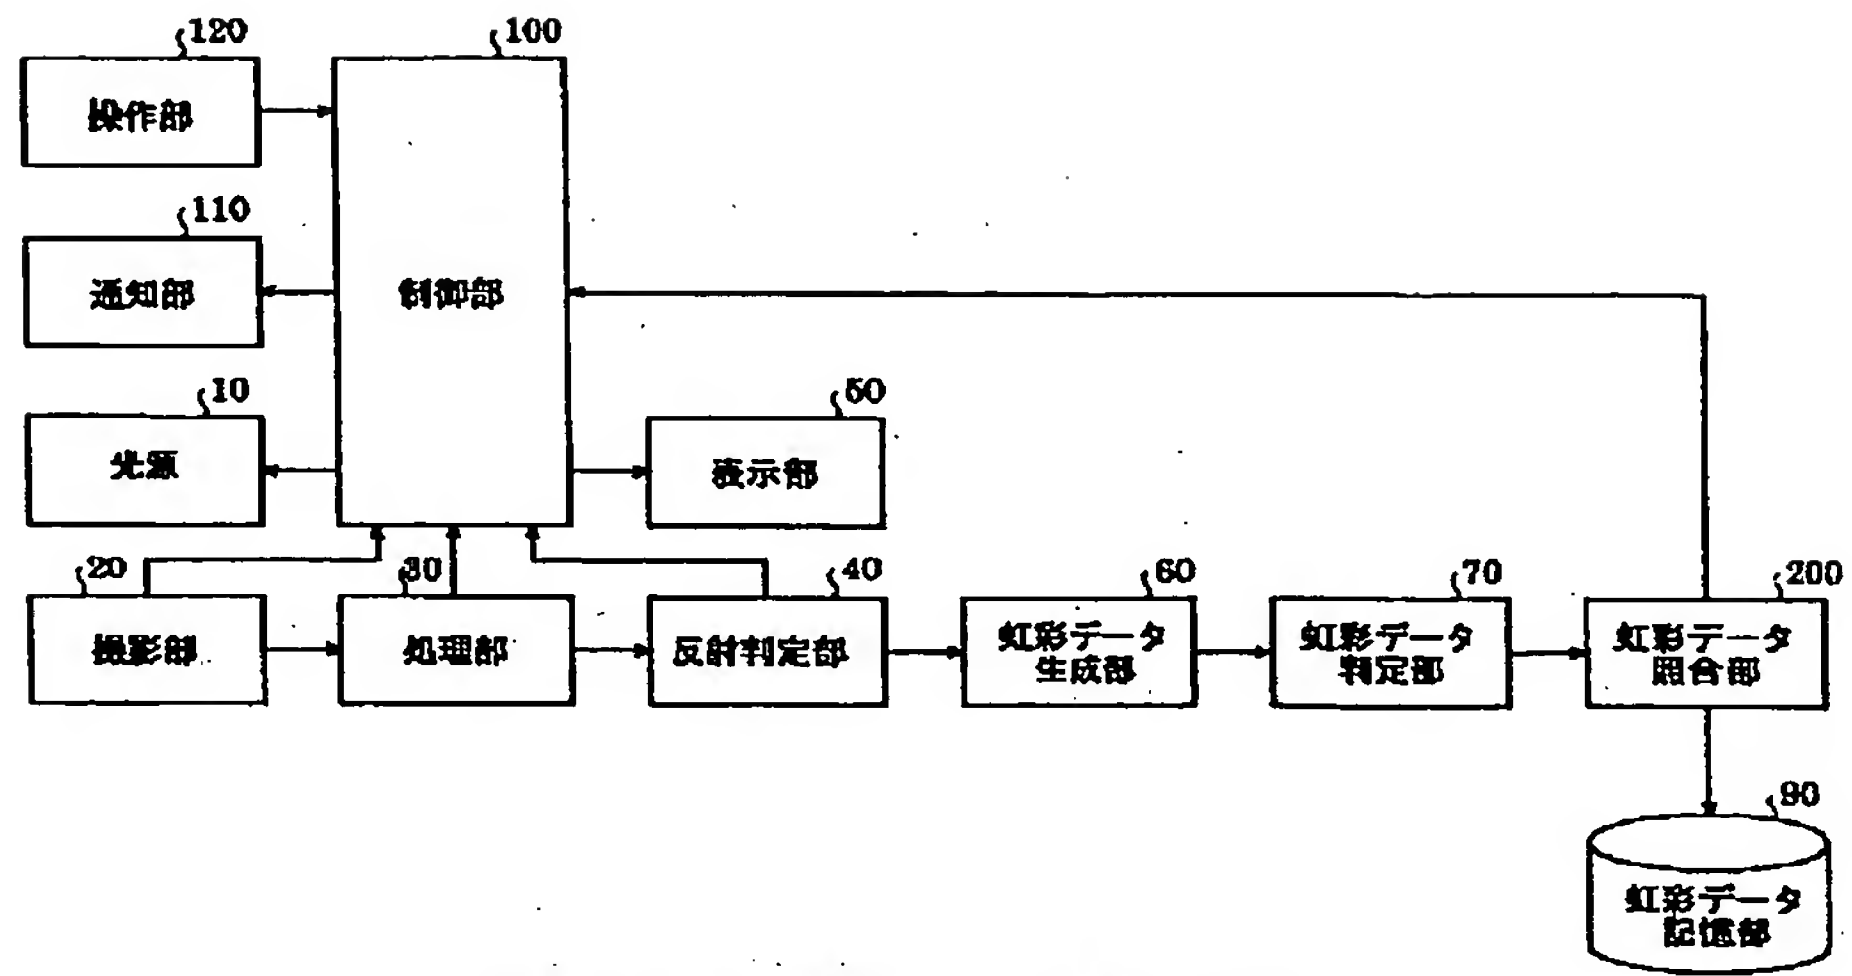 120
操作部
100
制御部
110
通知部
10
光源
50
表示部
20
撮影部
30
処理部
40
反射判定部
60
虹彩データ
生成部
70
虹彩データ
判定部
200
虹彩データ
照合部
90
虹彩データ
記憶部